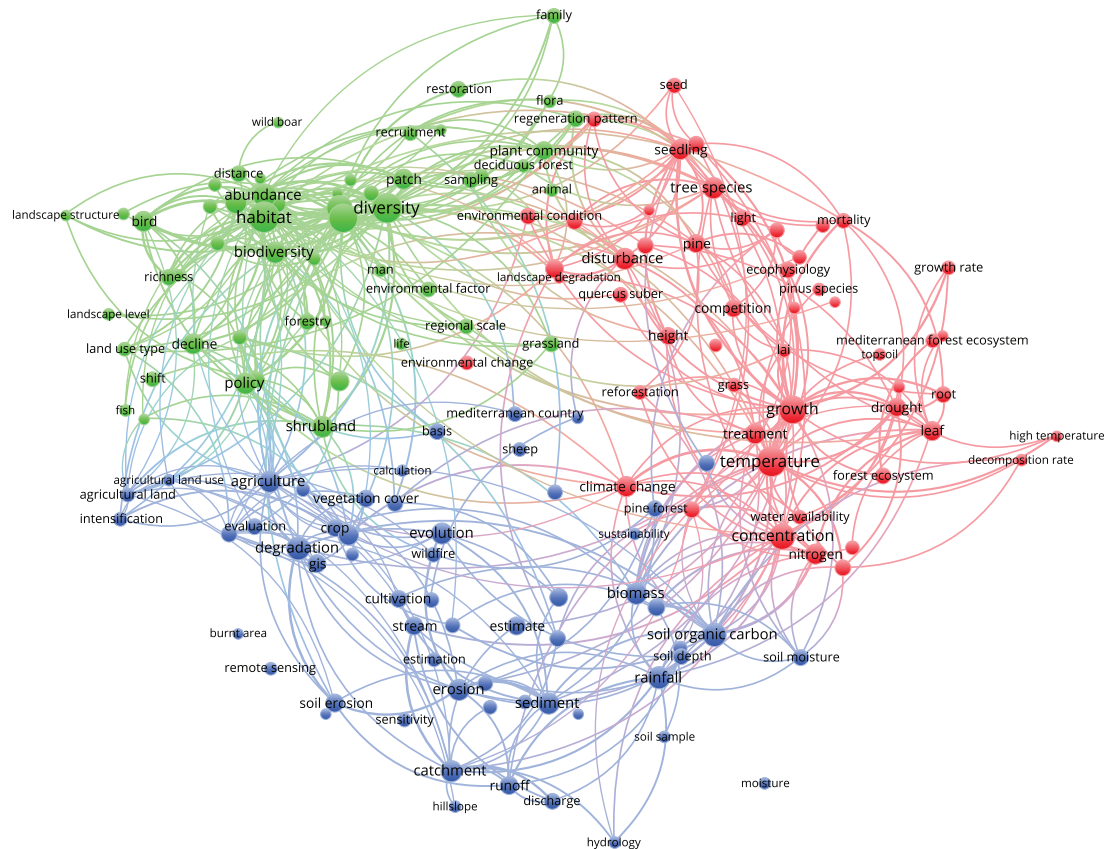 family
seed
restoration
flora
regeneration pattern
wild boar
recruitment
seedling
plant community
deciduous forest
distance
patch
sampling
animal
tree species
abundance
landscape structure
bird
habitat
diversity
environmental condition
light
mortality
pine
biodiversity
disturbance
man
richness
landscape degradation
ecophysiology
growth rate
environmental factor
quercus suber
pinus species
landscape level
forestry
regional scale
competition
height
decline
life
grassland
land use type
lai
mediterranean forest ecosystem
topsoil
environmental change
shift
policy
grass
reforestation
root
fish
mediterranean country
growth
drought
shrubland
basis
treatment
leaf
high temperature
sheep
temperature
decomposition rate
calculation
agricultural land use
agriculture
forest ecosystem
climate change
agricultural land
vegetation cover
pine forest
intensification
evaluation
crop
evolution
sustainability
water availability
concentration
degradation
wildfire
nitrogen
gis
cultivation
biomass
stream
estimate
burnt area
soil organic carbon
estimation
soil depth
soil moisture
remote sensing
rainfall
erosion
soil erosion
sediment
sensitivity
soil sample
catchment
runoff
moisture
hillslope
discharge
hydrology